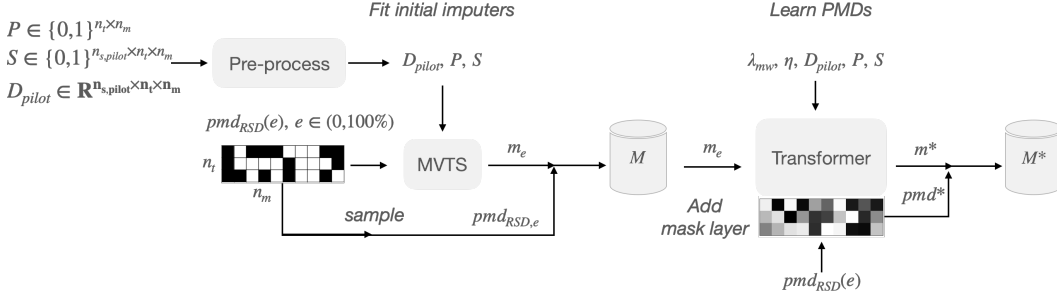 Fit initial imputers
Learn PMDs
P ∈ {0,1}^{n_t×n_m}
S ∈ {0,1}^{n_{s,pilot}×n_t×n_m}
D_{pilot} ∈ R^{n_{s,pilot}×n_t×n_m}
Pre-process
D_{pilot}, P, S
λ_{mw}, η, D_{pilot}, P, S
pmd_{RSD}(e), e ∈ (0,100%)
n_t
n_m
MVTS
m_e
M
m_e
Transformer
m*
M*
sample
pmd_{RSD,e}
Add
mask layer
pmd*
pmd_{RSD}(e)